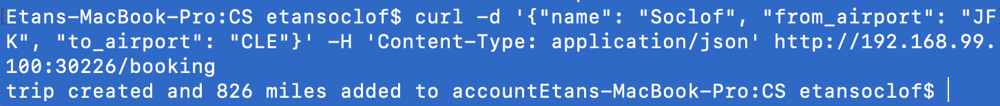 Etans-MacBook-Pro:CS etansoclof$ curl -d '{"name": "Soclof", "from_airport": "JF
K", "to_airport": "CLE"}' -H 'Content-Type: application/json' http://192.168.99.
100:30226/booking
trip created and 826 miles added to accountEtans-MacBook-Pro:CS etansoclof$